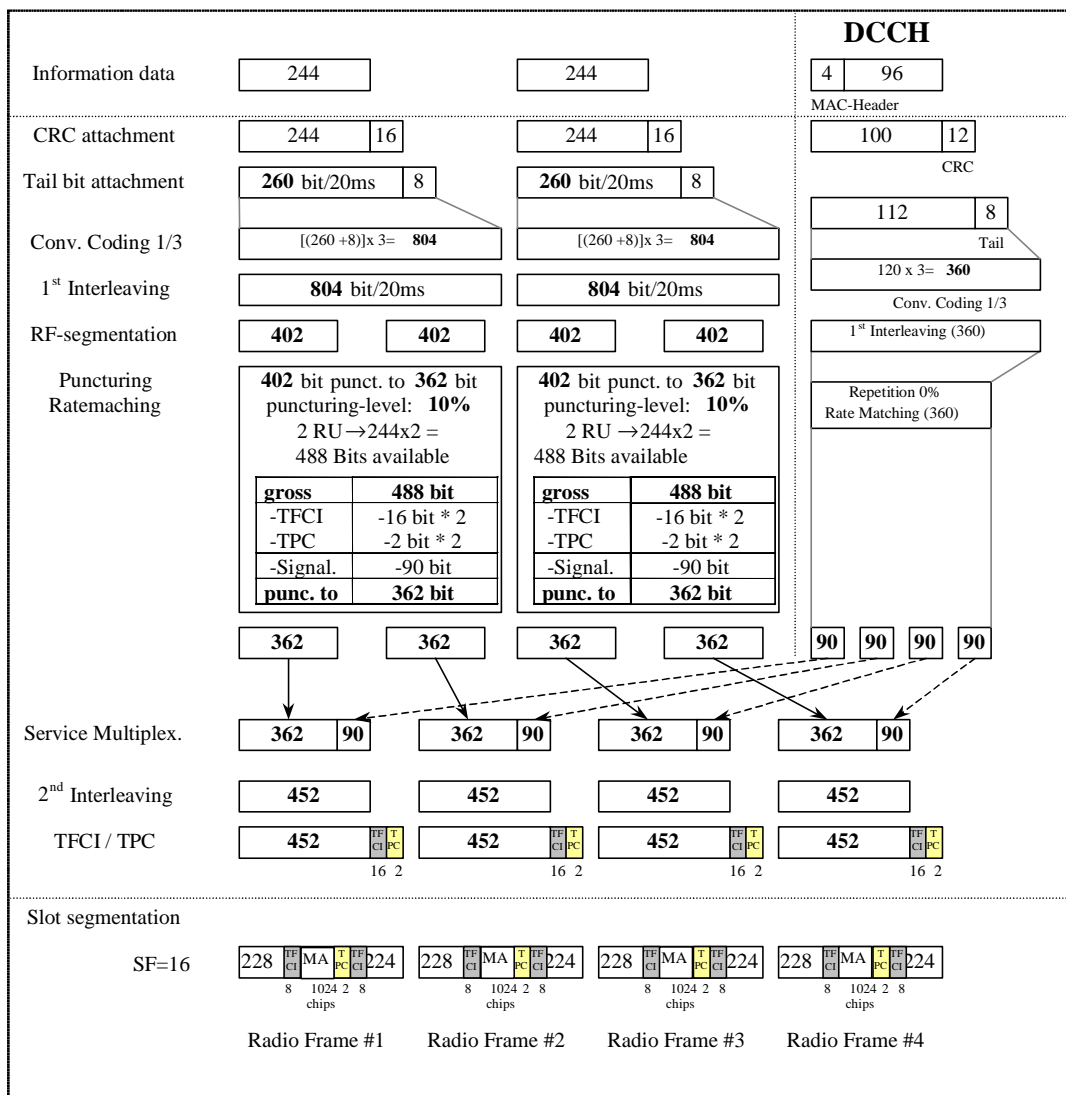 DCCH
Information data 244 244 4 96
MAC-Header
CRC attachment 244 16 244 16 100 12
CRC
Tail bit attachment 260 bit/20ms 8 260 bit/20ms 8
112 8
Tail
Conv. Coding 1/3 [(260 +8)]x 3= 804 [(260 +8)]x 3= 804
120 x 3= 360
Conv. Coding 1/3
1st Interleaving 804 bit/20ms 804 bit/20ms
RF-segmentation 402 402 402 402 1st Interleaving (360)
Puncturing
Ratemaching
402 bit punct. to 362 bit
puncturing-level: 10%
2 RU →244x2 =
488 Bits available
gross 488 bit
-TFCI -16 bit * 2
-TPC -2 bit * 2
-Signal. -90 bit
punc. to 362 bit
402 bit punct. to 362 bit
puncturing-level: 10%
2 RU →244x2 =
488 Bits available
gross 488 bit
-TFCI -16 bit * 2
-TPC -2 bit * 2
-Signal. -90 bit
punc. to 362 bit
Repetition 0%
Rate Matching (360)
362 362 362 362 90 90 90 90
Service Multiplex. 362 90 362 90 362 90 362 90
2nd Interleaving 452 452 452 452
TFCI / TPC 452 TF CI T PC 452 TF CI T PC 452 TF CI T PC 452 TF CI T PC
16 2 16 2 16 2 16 2
Slot segmentation
SF=16 228 TF CI MA T PC TF CI 224 228 TF CI MA T PC TF CI 224 228 TF CI MA T PC TF CI 224 228 TF CI MA T PC TF CI 224
8 1024 2 8 8 1024 2 8 8 1024 2 8 8 1024 2 8
chips chips chips chips
Radio Frame #1 Radio Frame #2 Radio Frame #3 Radio Frame #4